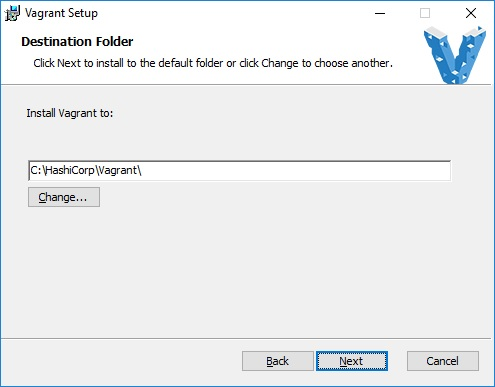 Vagrant Setup
Destination Folder
Click Next to install to the default folder or click Change to choose another.
Install Vagrant to:
C:\HashiCorp\Vagrant\
Change...
Back Next Cancel